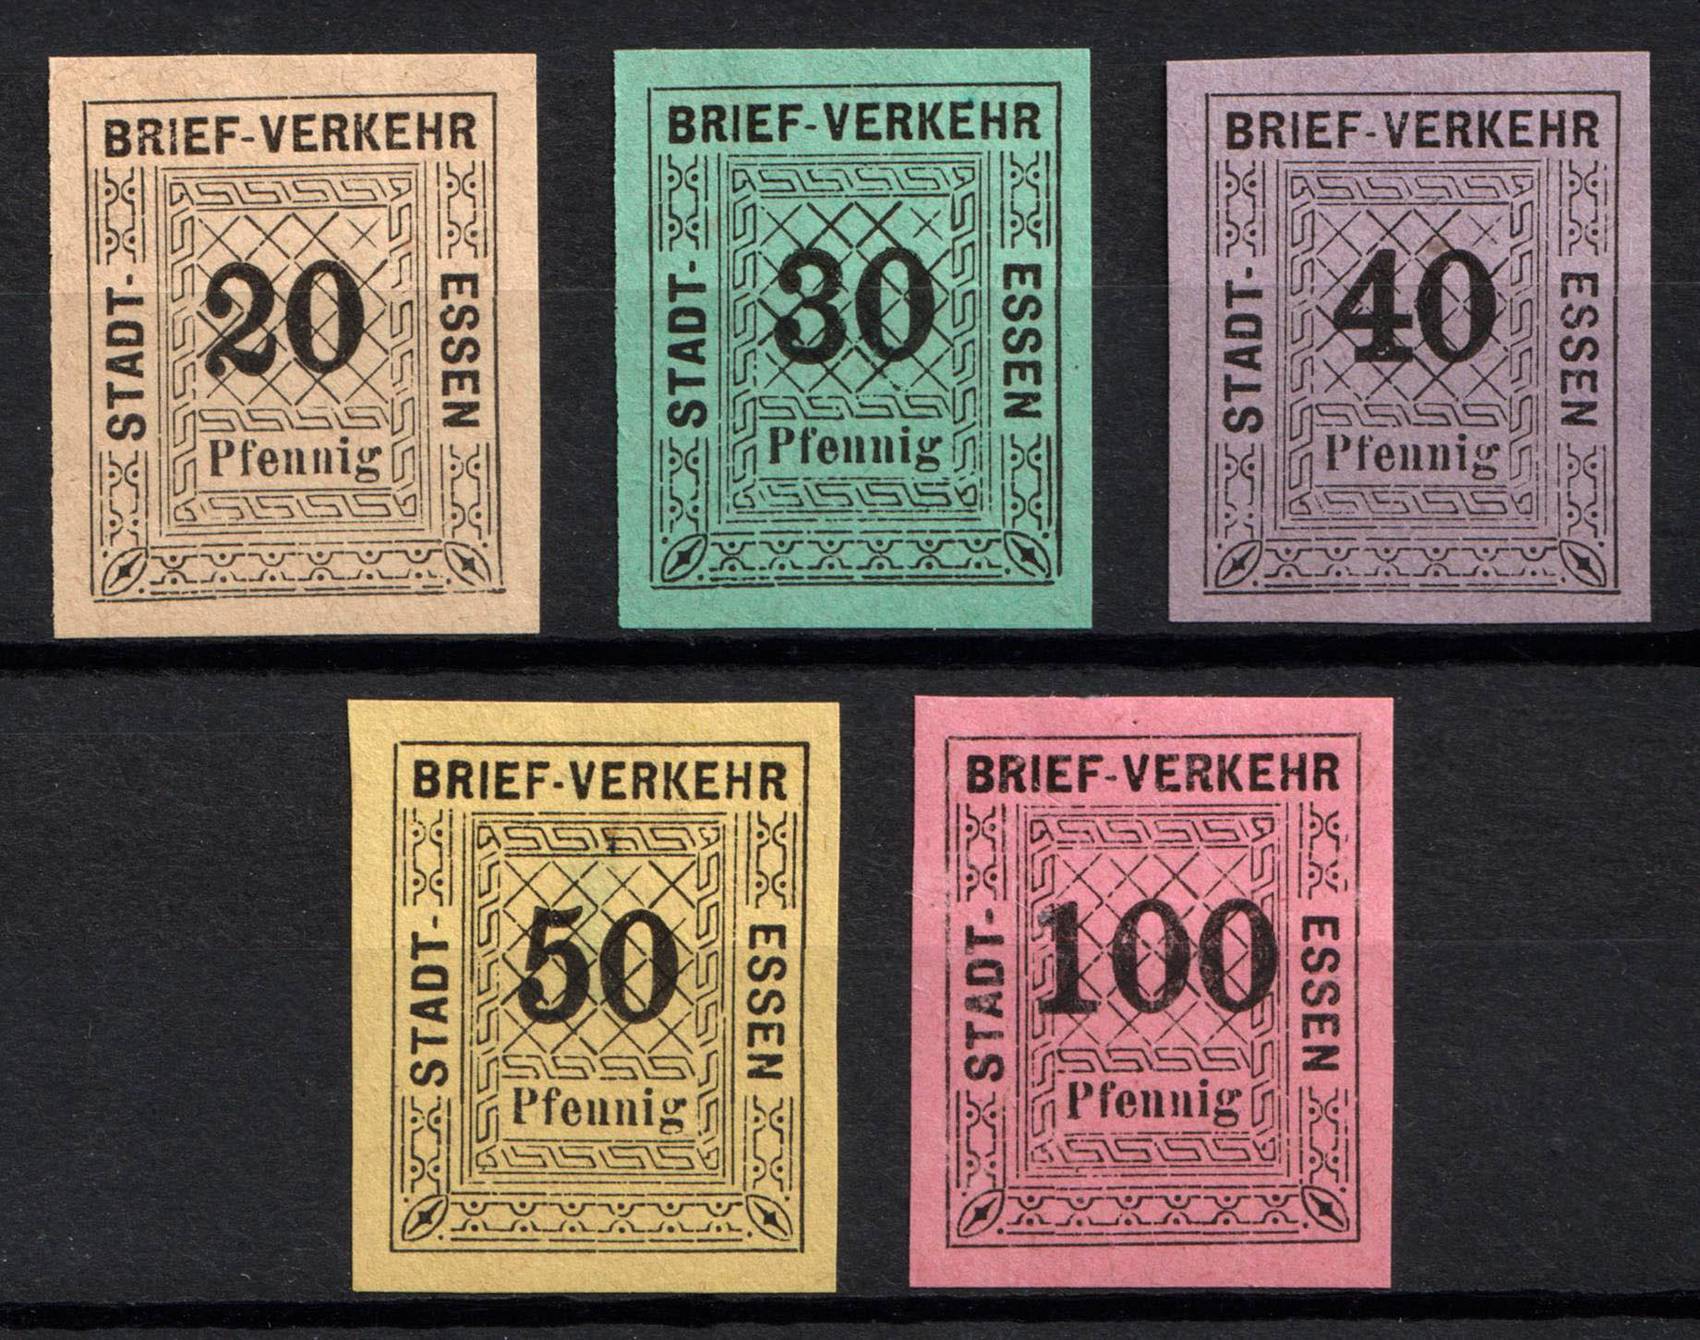 STADT-
BRIEF-VERKEHR
ESSEN
20
Pfennig
STADT-
BRIEF-VERKEHR
ESSEN
30
Pfennig
STADT-
BRIEF-VERKEHR
ESSEN
40
Pfennig
STADT-
BRIEF-VERKEHR
ESSEN
50
Pfennig
STADT-
BRIEF-VERKEHR
ESSEN
100
Pfennig